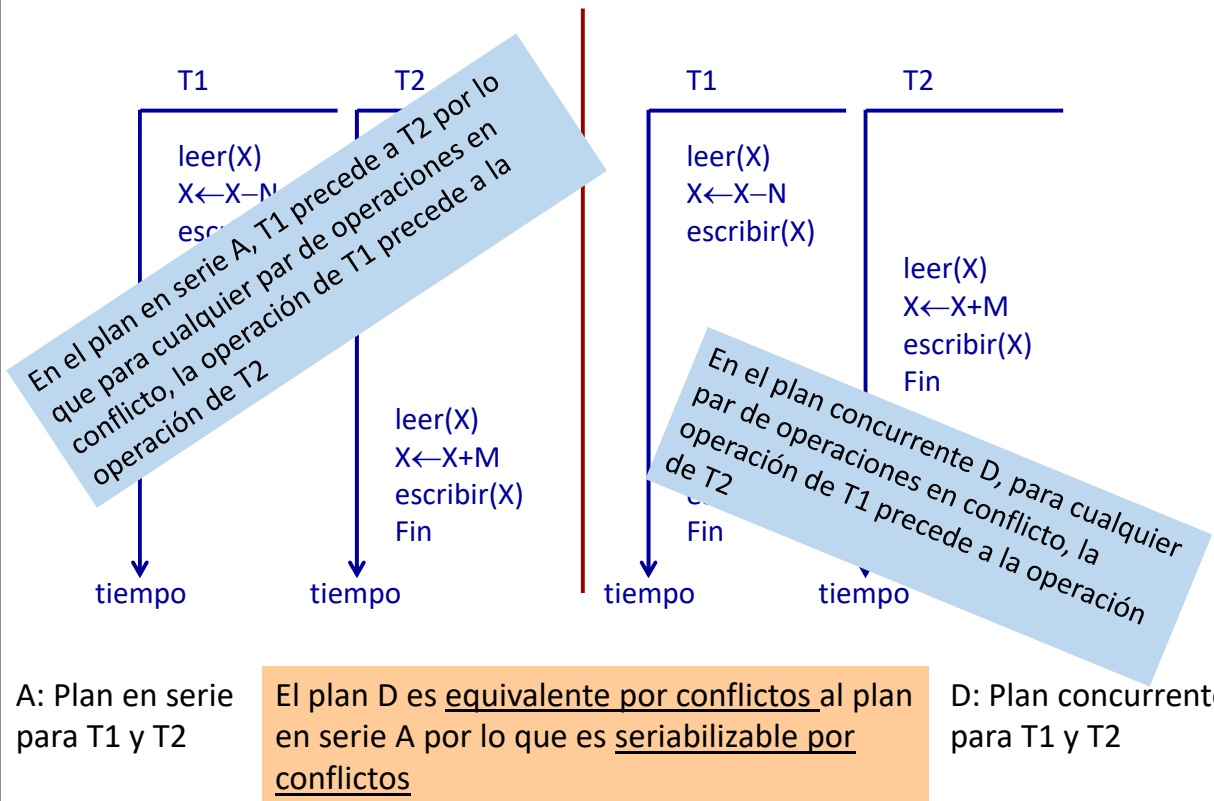 T1
T2
leer(X)
X←X–N
En el plan en serie A, T1 precede a T2 por lo
que para cualquier par de operaciones en
conflicto, la operación de T1 precede a la
operación de T2
leer(X)
X←X+M
escribir(X)
Fin
tiempo
tiempo
T1
T2
leer(X)
X←X–N
escribir(X)
leer(X)
X←X+M
escribir(X)
Fin
En el plan concurrente D, para cualquier
par de operaciones en conflicto, la
operación de T1 precede a la operación
de T2
Fin
tiempo
tiempo
A: Plan en serie
para T1 y T2
El plan D es equivalente por conflictos al plan
en serie A por lo que es seriabilizable por
conflictos
D: Plan concurrente
para T1 y T2